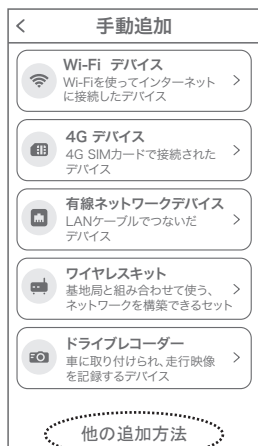 手動追加
Wi-Fi デバイス
Wi-Fiを使ってインターネット
に接続したデバイス
4G デバイス
4G SIMカードで接続された
デバイス
有線ネットワークデバイス
LANケーブルでつないだ
デバイス
ワイヤレスキット
基地局と組み合わせて使う、
ネットワークを構築できるセット
ドライブレコーダー
車に取り付けられ、走行映像
を記録するデバイス
他の追加方法